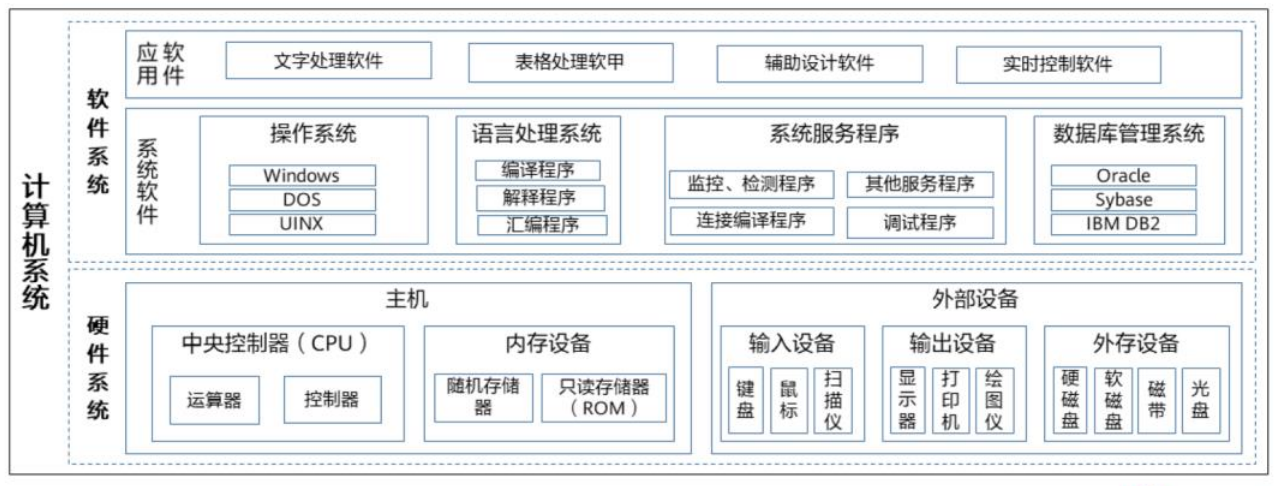 计算机系统
软件系统
应用软件
文字处理软件
表格处理软甲
辅助设计软件
实时控制软件
系统软件
操作系统
Windows
DOS
UINX
语言处理系统
编译程序
解释程序
汇编程序
系统服务程序
监控、检测程序
其他服务程序
连接编译程序
调试程序
数据库管理系统
Oracle
Sybase
IBM DB2
硬件系统
主机
中央控制器（CPU）
运算器
控制器
内存设备
随机存储
器
只读存储器
（ROM）
外部设备
输入设备
键盘
鼠标
扫描仪
输出设备
显示器
打印机
绘图仪
外存设备
硬磁盘
软磁盘
磁带
光盘